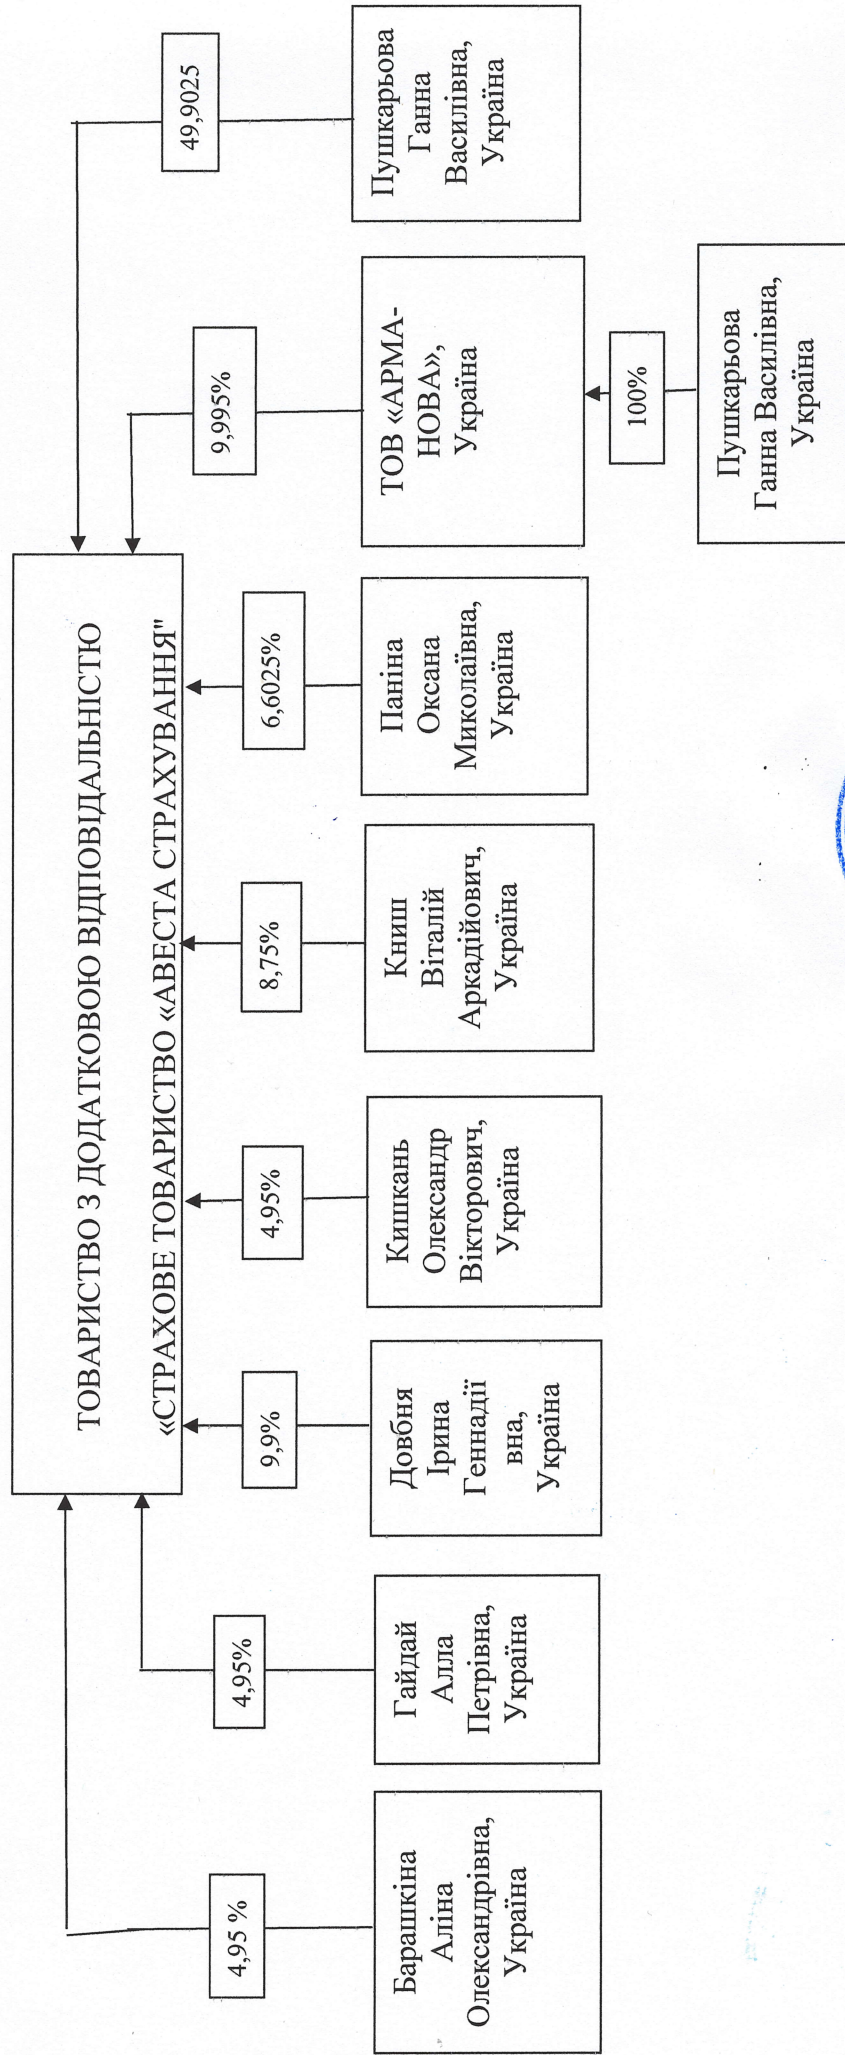 ТОВАРИСТВО З ДОДАТКОВОЮ ВІДПОВІДАЛЬНІСТЮ
«СТРАХОВЕ ТОВАРИСТВО «АВЕСТА СТРАХУВАННЯ"
4,95 %
4,95%
9,9%
4,95%
8,75%
6,6025%
9,995%
49,9025
Барашкіна
Аліна
Олександрівна,
Україна
Гайдай
Алла
Петрівна,
Україна
Довбня
Ірина
Геннадії
вна,
Україна
Кишкань
Олександр
Вікторович,
Україна
Книш
Віталій
Аркадійович,
Україна
Паніна
Оксана
Миколаївна,
Україна
ТОВ «АРМА-
НОВА»,
Україна
Пушкарьова
Ганна
Василівна,
Україна
100%
Пушкарьова
Ганна Василівна,
Україна